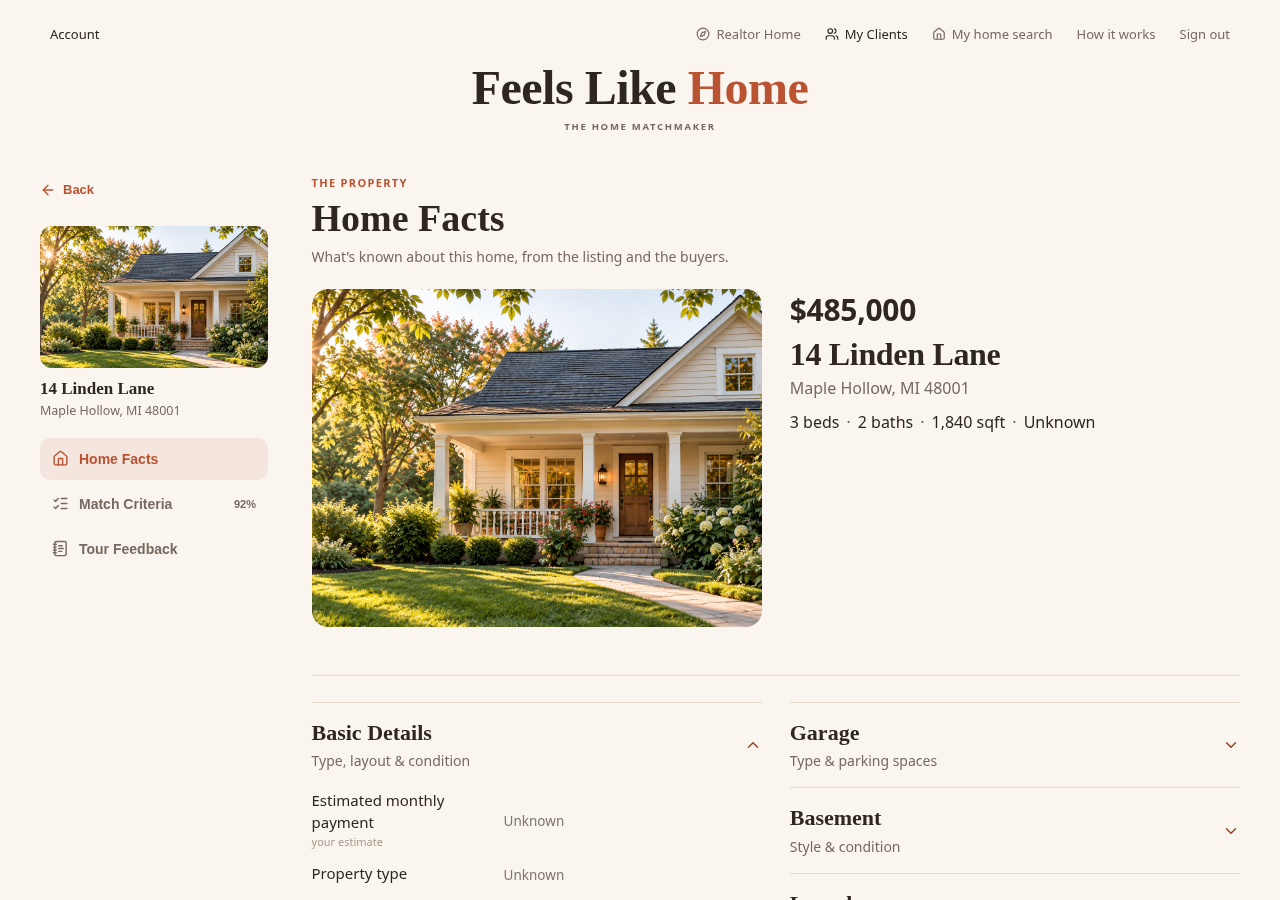 Account
Realtor Home
My Clients
My home search
How it works
Sign out
Feels Like Home
THE HOME MATCHMAKER
Back
14 Linden Lane
Maple Hollow, MI 48001
Home Facts
Match Criteria 92%
Tour Feedback
THE PROPERTY
Home Facts
What's known about this home, from the listing and the buyers.
$485,000
14 Linden Lane
Maple Hollow, MI 48001
3 beds · 2 baths · 1,840 sqft · Unknown
Basic Details
Type, layout & condition
Estimated monthly
payment
your estimate
Unknown
Property type
Unknown
Garage
Type & parking spaces
Basement
Style & condition